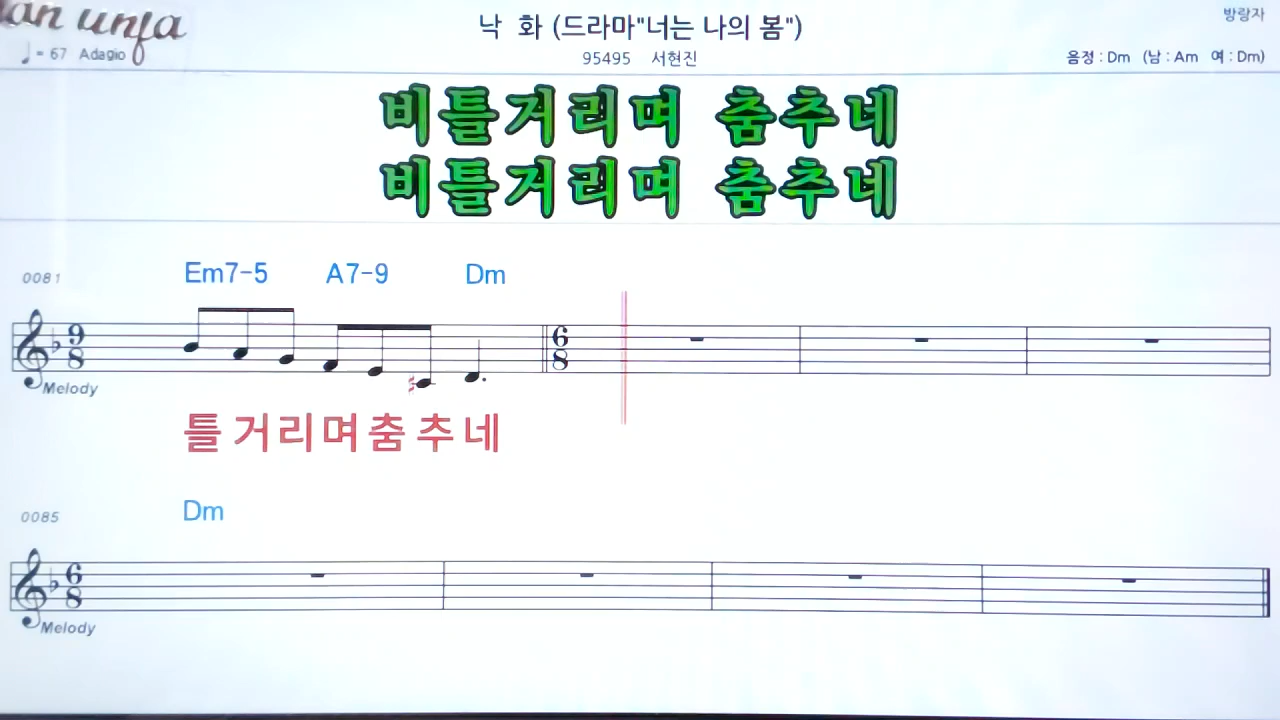 낙 화 (드라마"너는 나의 봄")
방랑자
♩= 67 Adagio
95495 서현진
음정 : Dm (남 : Am 여 : Dm)
비틀거리며 춤추네
비틀거리며 춤추네
0081
Em7-5 A7-9 Dm
9 8
6 8
Melody
틀거리며춤추네
0085
Dm
6 8
Melody